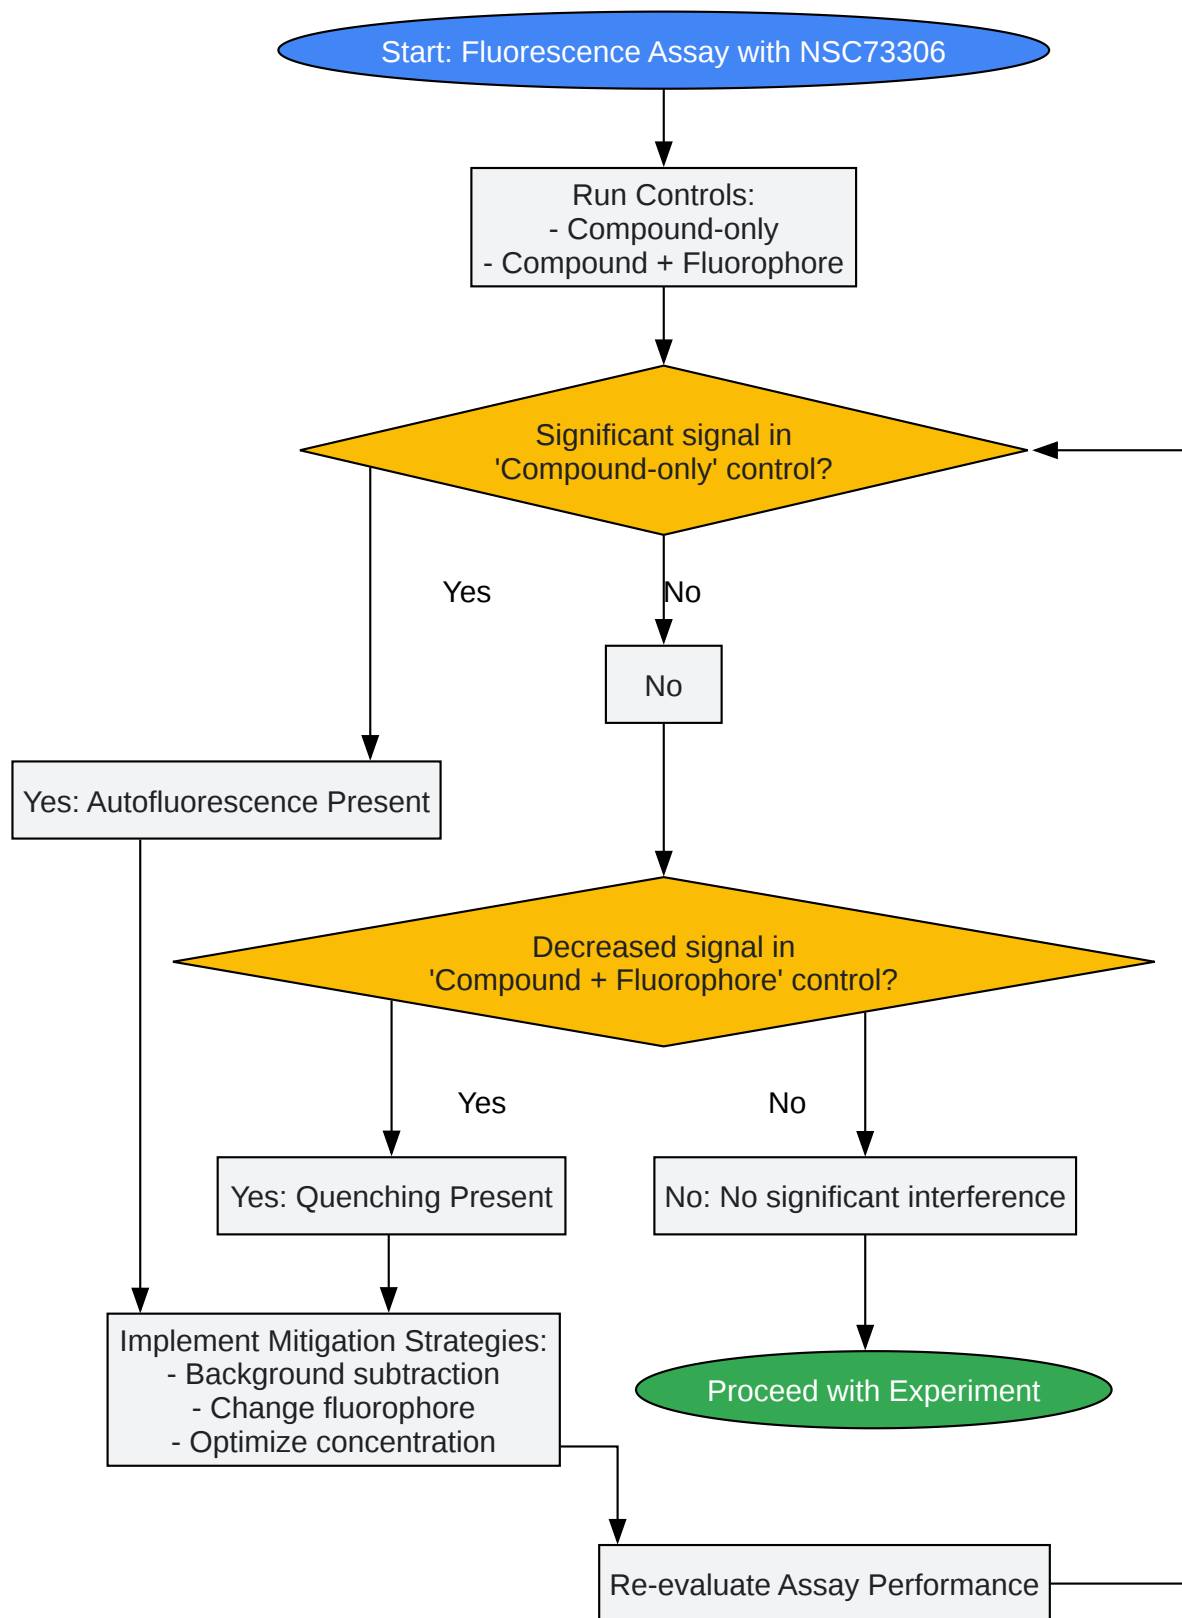 Start: Fluorescence Assay with NSC73306
Run Controls:
- Compound-only
- Compound + Fluorophore
Significant signal in
'Compound-only' control?
Yes
No
No
Yes: Autofluorescence Present
Decreased signal in
'Compound + Fluorophore' control?
Yes
No
Yes: Quenching Present
No: No significant interference
Implement Mitigation Strategies:
- Background subtraction
- Change fluorophore
- Optimize concentration
Proceed with Experiment
Re-evaluate Assay Performance